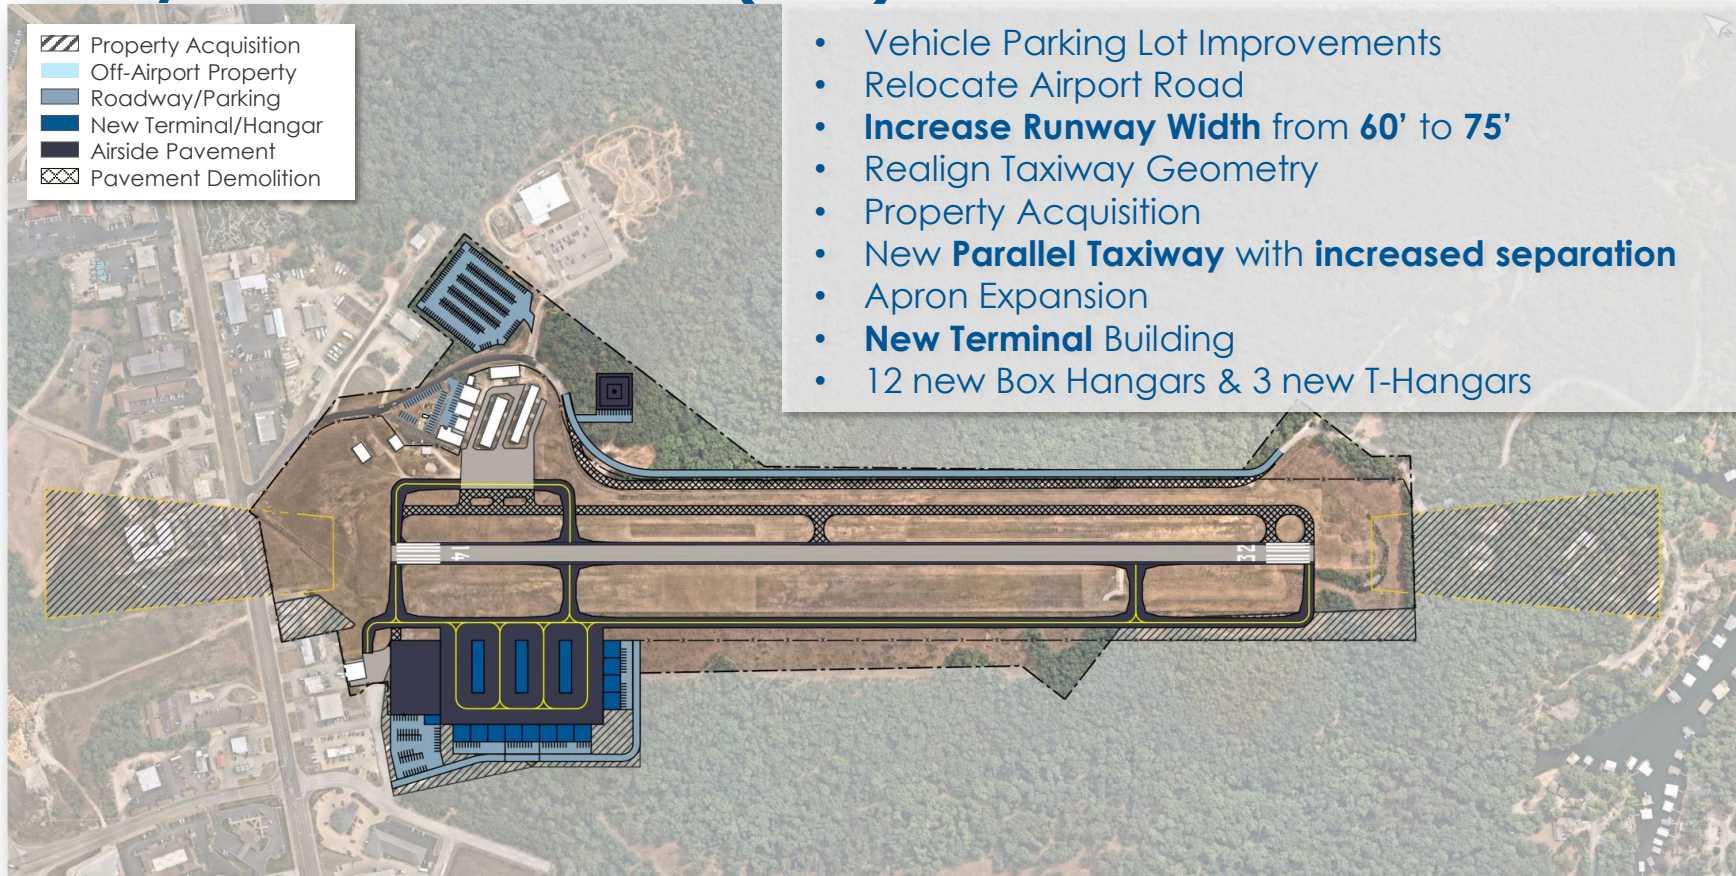 Property Acquisition
Off-Airport Property
Roadway/Parking
New Terminal/Hangar
Airside Pavement
Pavement Demolition
• Vehicle Parking Lot Improvements
• Relocate Airport Road
• Increase Runway Width from 60’ to 75’
• Realign Taxiway Geometry
• Property Acquisition
• New Parallel Taxiway with increased separation
• Apron Expansion
• New Terminal Building
• 12 new Box Hangars & 3 new T-Hangars
14
32